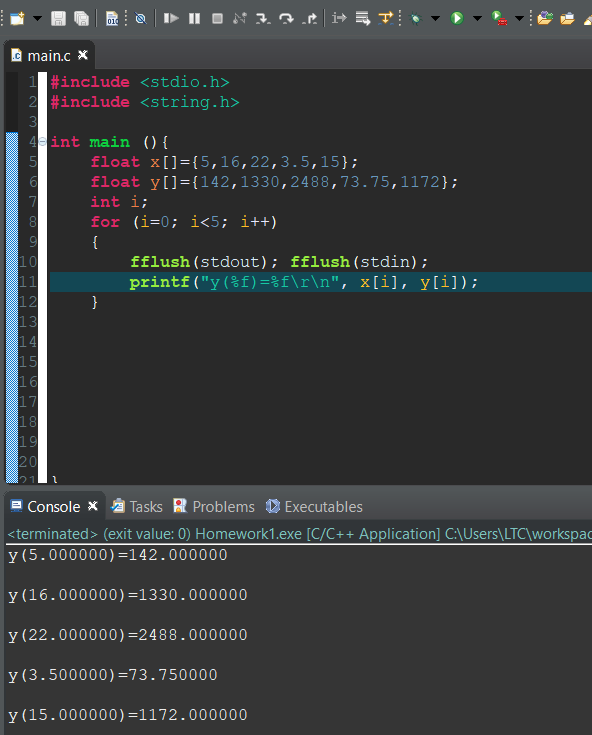 main.c
1 #include <stdio.h>
2 #include <string.h>
3
4 int main (){
5     float x[]={5,16,22,3.5,15};
6     float y[]={142,1330,2488,73.75,1172};
7     int i;
8     for (i=0; i<5; i++)
9     {
10         fflush(stdout); fflush(stdin);
11         printf("y(%f)=%f\r\n", x[i], y[i]);
12     }
13
14
15
16
17
18
19
20
21 }
Console Tasks Problems Executables
<terminated> (exit value: 0) Homework1.exe [C/C++ Application] C:\Users\LTC\workspac
y(5.000000)=142.000000
y(16.000000)=1330.000000
y(22.000000)=2488.000000
y(3.500000)=73.750000
y(15.000000)=1172.000000